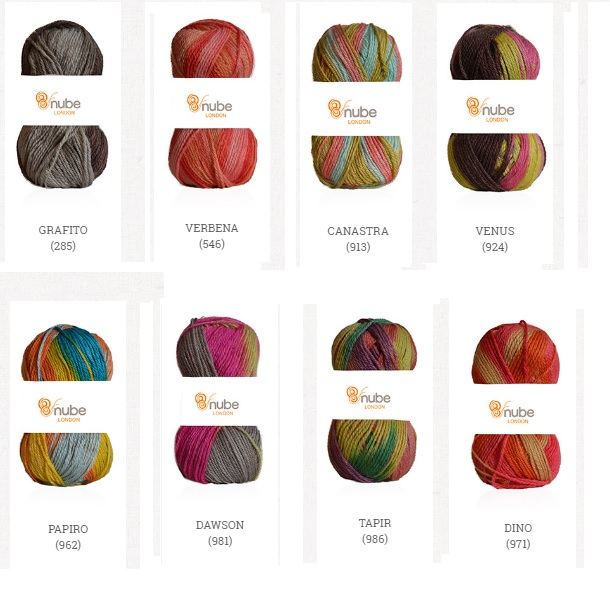 nube
LONDON
GRAFITO
(285)
nube
LONDON
VERBENA
(546)
nube
LONDON
CANASTRA
(913)
nube
LONDON
VENUS
(924)
nube
LONDON
PAPIRO
(962)
nube
LONDON
DAWSON
(981)
nube
LONDON
TAPIR
(986)
nube
LONDON
DINO
(971)